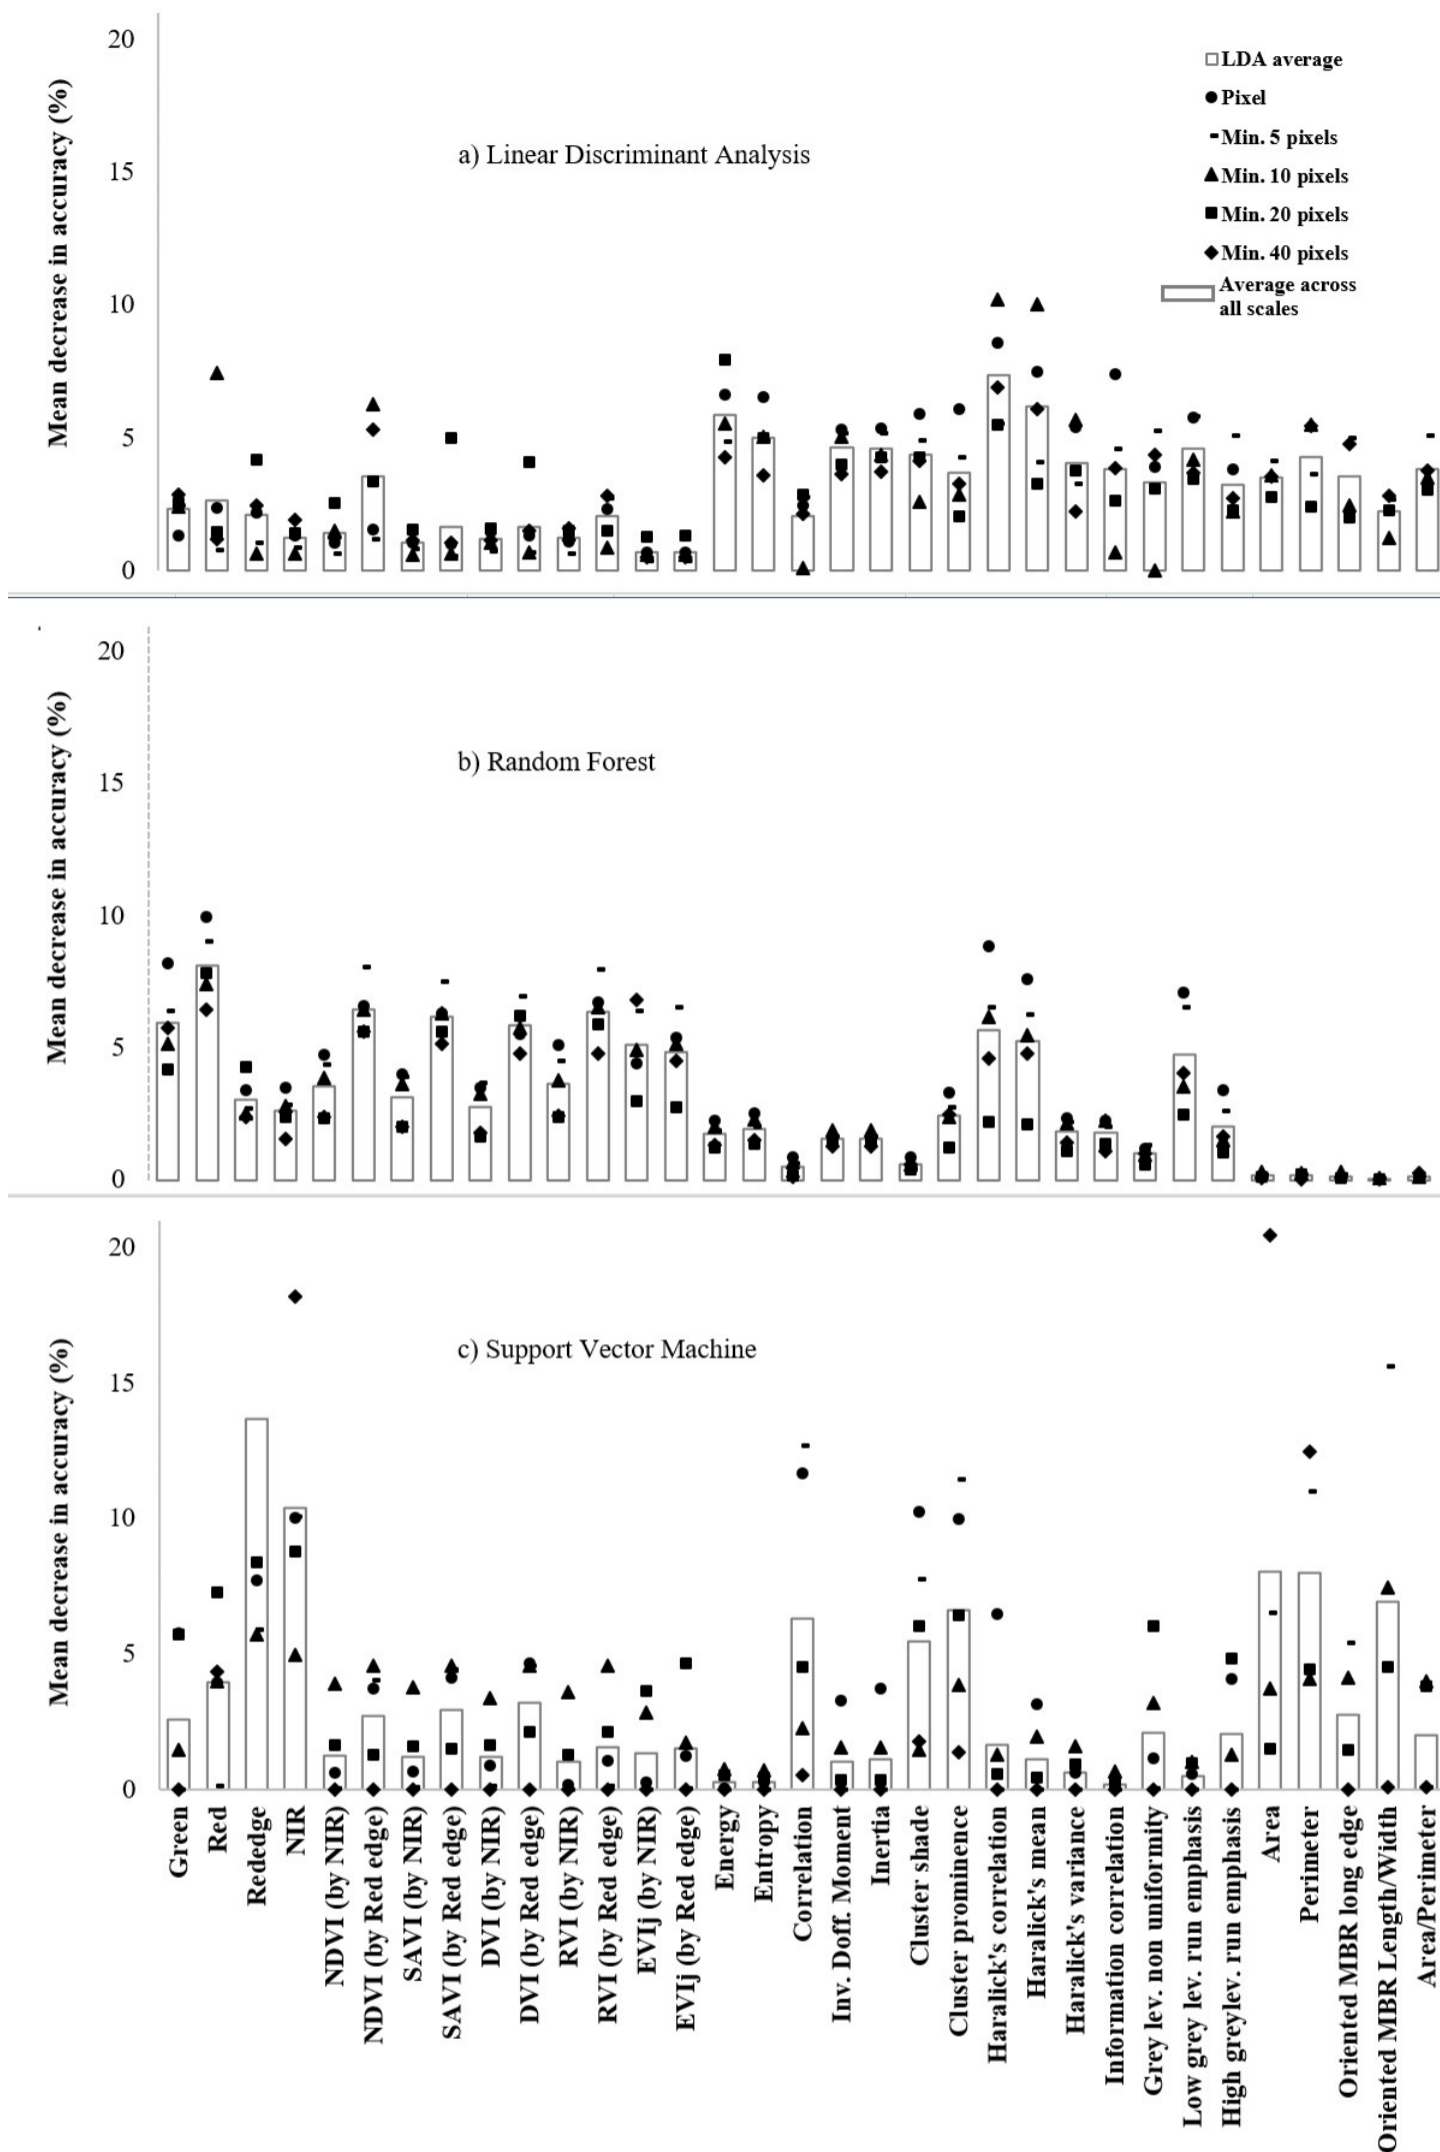 20
15
10
5
0
Mean decrease in accuracy (%)
a) Linear Discriminant Analysis
LDA average
Pixel
Min. 5 pixels
Min. 10 pixels
Min. 20 pixels
Min. 40 pixels
Average across
all scales
20
15
10
5
0
Mean decrease in accuracy (%)
b) Random Forest
20
15
10
5
0
Mean decrease in accuracy (%)
c) Support Vector Machine
Green
Red
Rededge
NIR
NDVI (by NIR)
NDVI (by Red edge)
SAVI (by NIR)
SAVI (by Red edge)
DVI (by NIR)
DVI (by Red edge)
RVI (by NIR)
RVI (by Red edge)
EVIj (by NIR)
EVIj (by Red edge)
Energy
Entropy
Correlation
Inv. Doff. Moment
Inertia
Cluster shade
Cluster prominence
Haralick's correlation
Haralick's mean
Haralick's variance
Information correlation
Grey lev. non uniformity
Low grey lev. run emphasis
High greylev. run emphasis
Area
Perimeter
Oriented MBR long edge
Oriented MBR Length/Width
Area/Perimeter